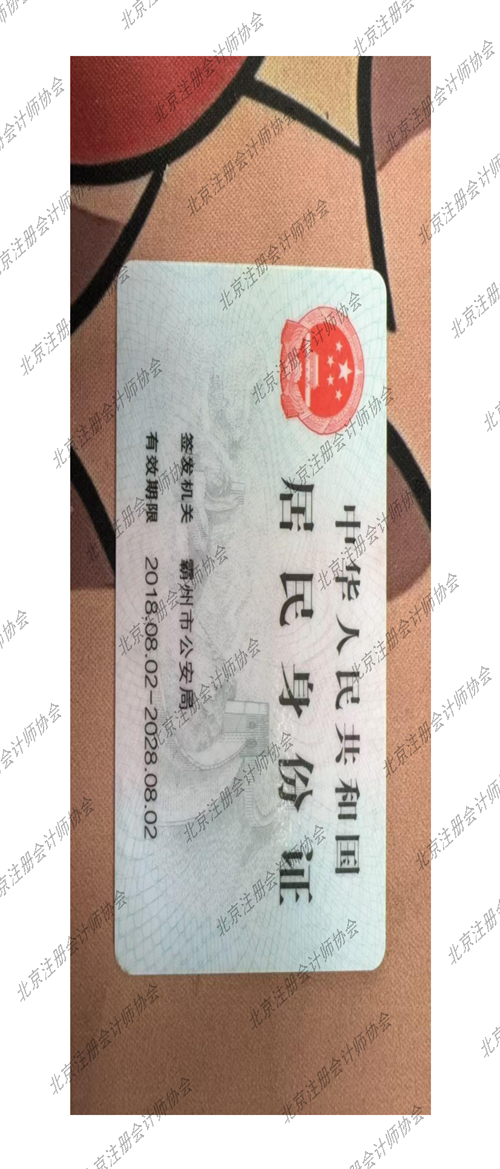 中华人民共和国
居民身份证
签发机关 霸州市公安局
有效期限 2018.08.02-2028.08.02
北京注册会计师协会